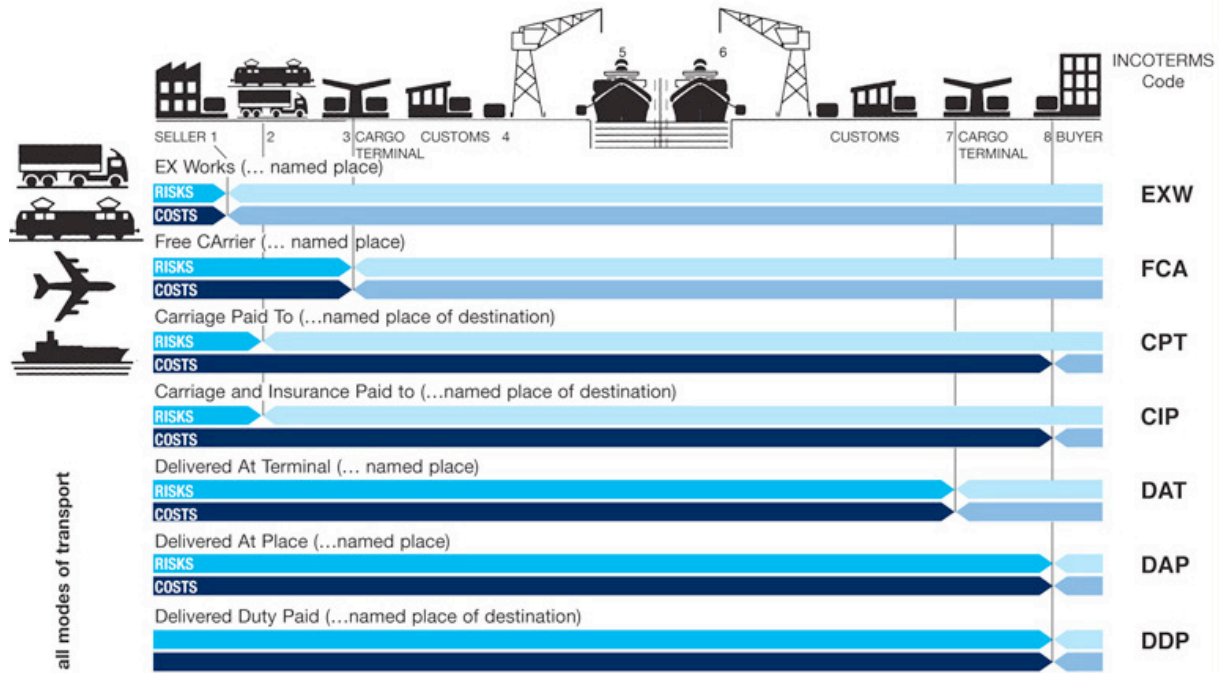 5
6
INCOTERMS
Code
SELLER 1
2
3 CARGO
TERMINAL
CUSTOMS 4
CUSTOMS
7 CARGO
TERMINAL
8 BUYER
EX Works (... named place)
RISKS
COSTS
EXW
Free CArrier (... named place)
RISKS
COSTS
FCA
Carriage Paid To (...named place of destination)
RISKS
COSTS
CPT
Carriage and Insurance Paid to (...named place of destination)
RISKS
COSTS
CIP
Delivered At Terminal (... named place)
RISKS
COSTS
DAT
Delivered At Place (...named place)
RISKS
COSTS
DAP
Delivered Duty Paid (...named place of destination)
DDP
all modes of transport